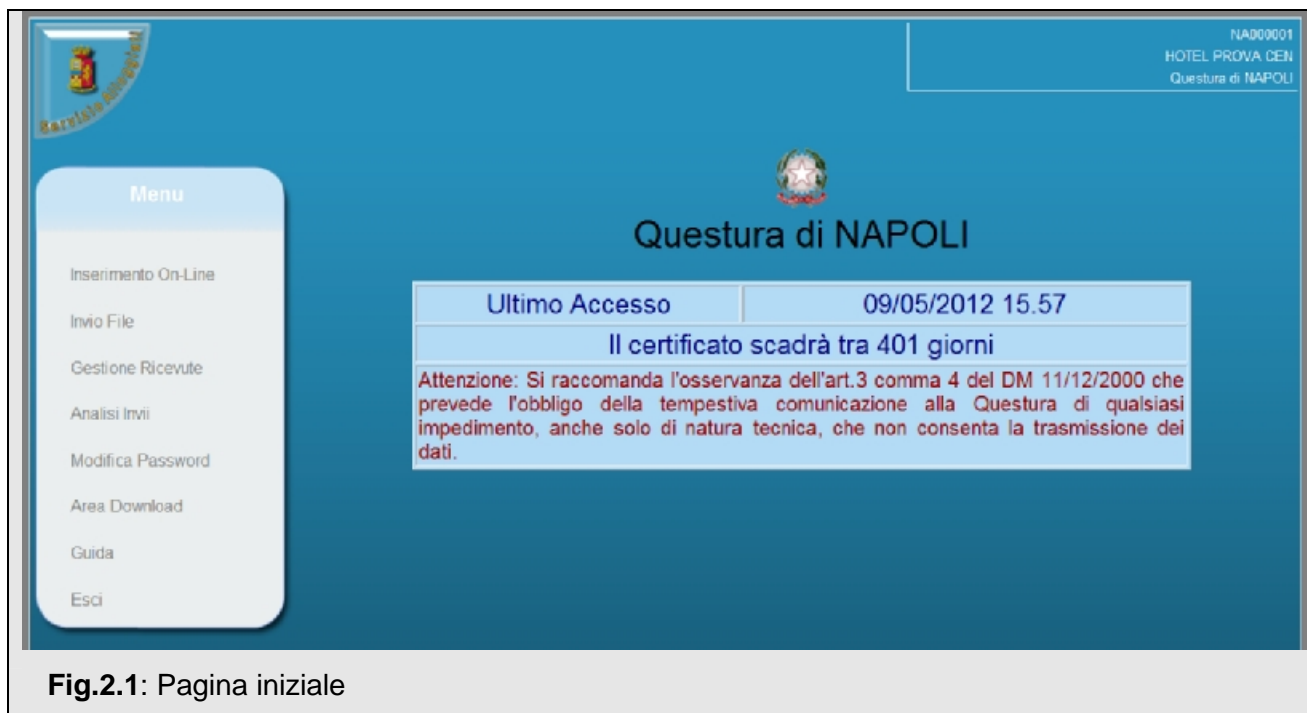 NA000001
HOTEL PROVA CEN
Questura di NAPOLI
Servizio Alloggiati
Menu
Inserimento On-Line
Invio File
Gestione Ricevute
Analisi Invii
Modifica Password
Area Download
Guida
Esci
Questura di NAPOLI
Ultimo Accesso 09/05/2012 15.57
Il certificato scadrà tra 401 giorni
Attenzione: Si raccomanda l'osservanza dell'art.3 comma 4 del DM 11/12/2000 che
prevede l'obbligo della tempestiva comunicazione alla Questura di qualsiasi
impedimento, anche solo di natura tecnica, che non consenta la trasmissione dei
dati.
Fig.2.1: Pagina iniziale